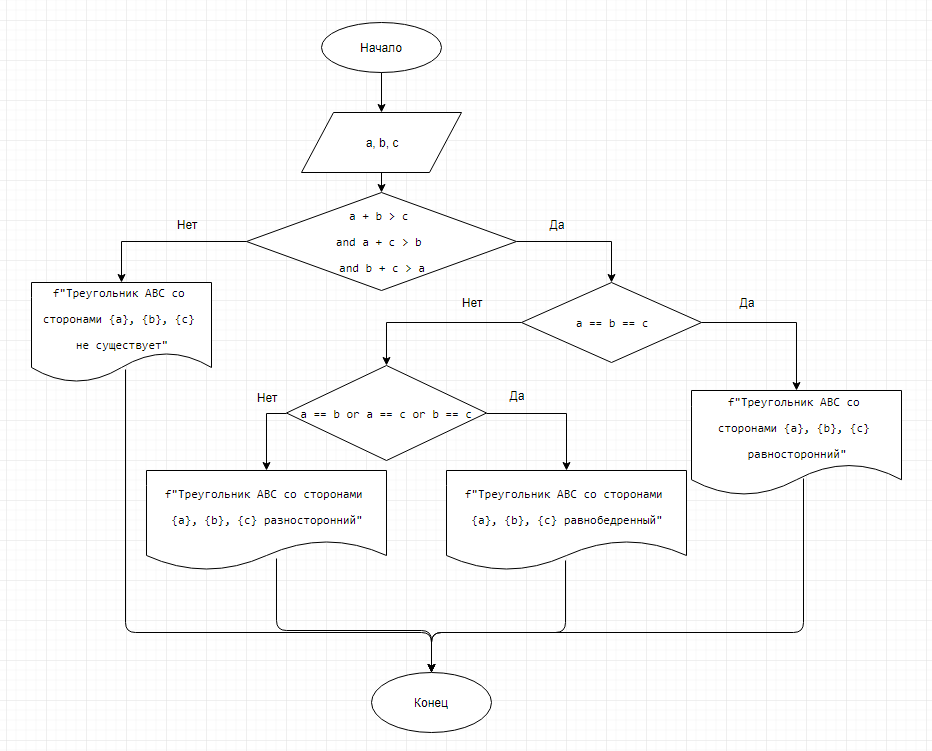 Начало
a, b, c
Нет
Да
a + b > c
and a + c > b
and b + c > a
f"Треугольник ABC со
сторонами {a}, {b}, {c}
не существует"
Нет
Да
a == b == c
Нет
Да
a == b or a == c or b == c
f"Треугольник ABC со
сторонами {a}, {b}, {c}
равносторонний"
f"Треугольник ABC со сторонами
{a}, {b}, {c} разносторонний"
f"Треугольник ABC со сторонами
{a}, {b}, {c} равнобедренный"
Конец